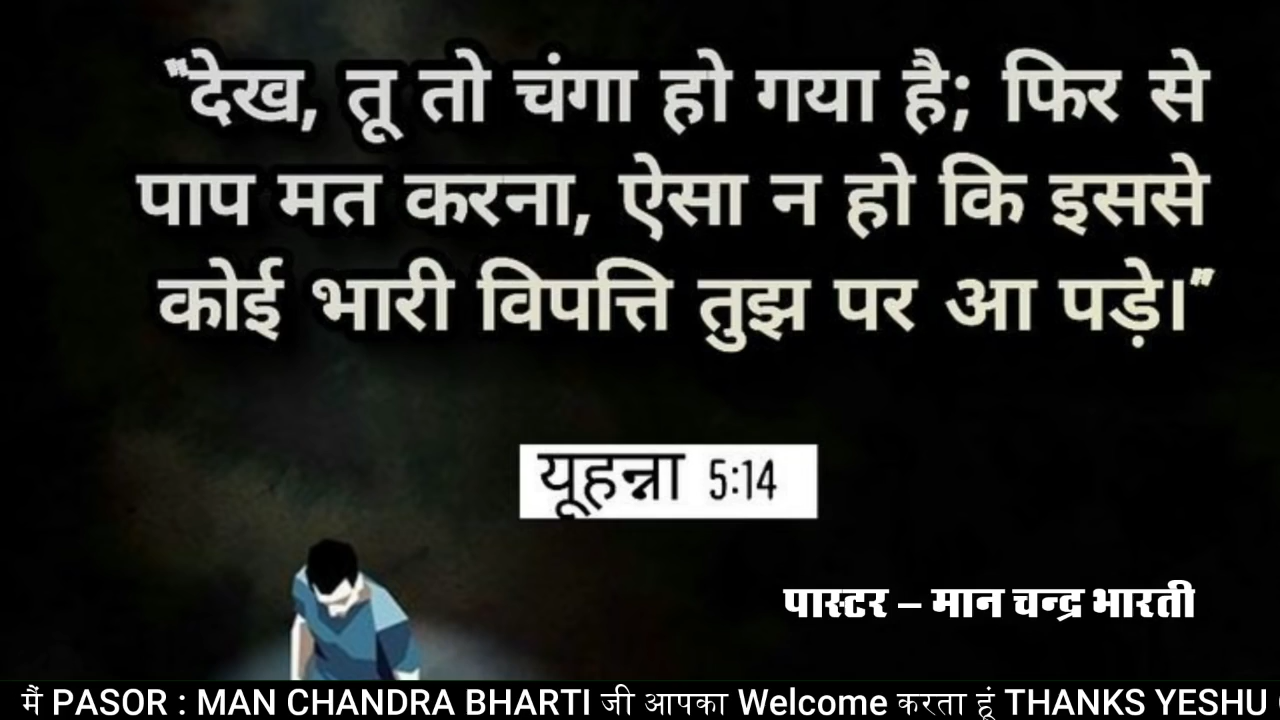 "देख, तू तो चंगा हो गया है; फिर से
पाप मत करना, ऐसा न हो कि इससे
कोई भारी विपत्ति तुझ पर आ पड़े।"
यूहन्ना 5:14
पास्टर – मान चन्द्र भारती
मैं PASOR : MAN CHANDRA BHARTI जी आपका Welcome करता हूं THANKS YESHU